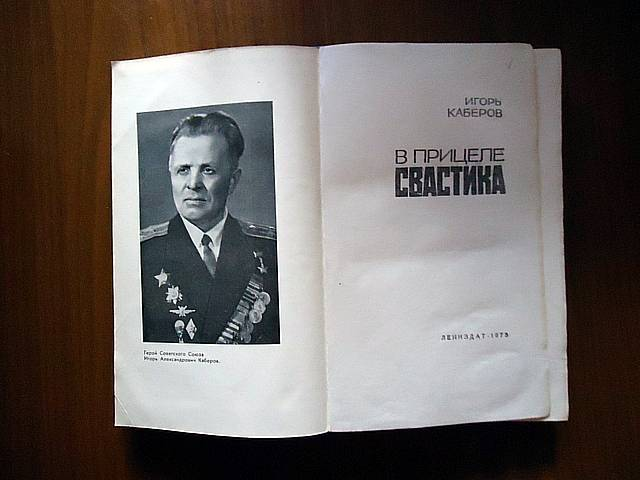 Герой Советского Союза
Игорь Александрович Каберов.
ИГОРЬ
КАБЕРОВ
В ПРИЦЕЛЕ
СВАСТИКА
ЛЕНИЗДАТ·1975